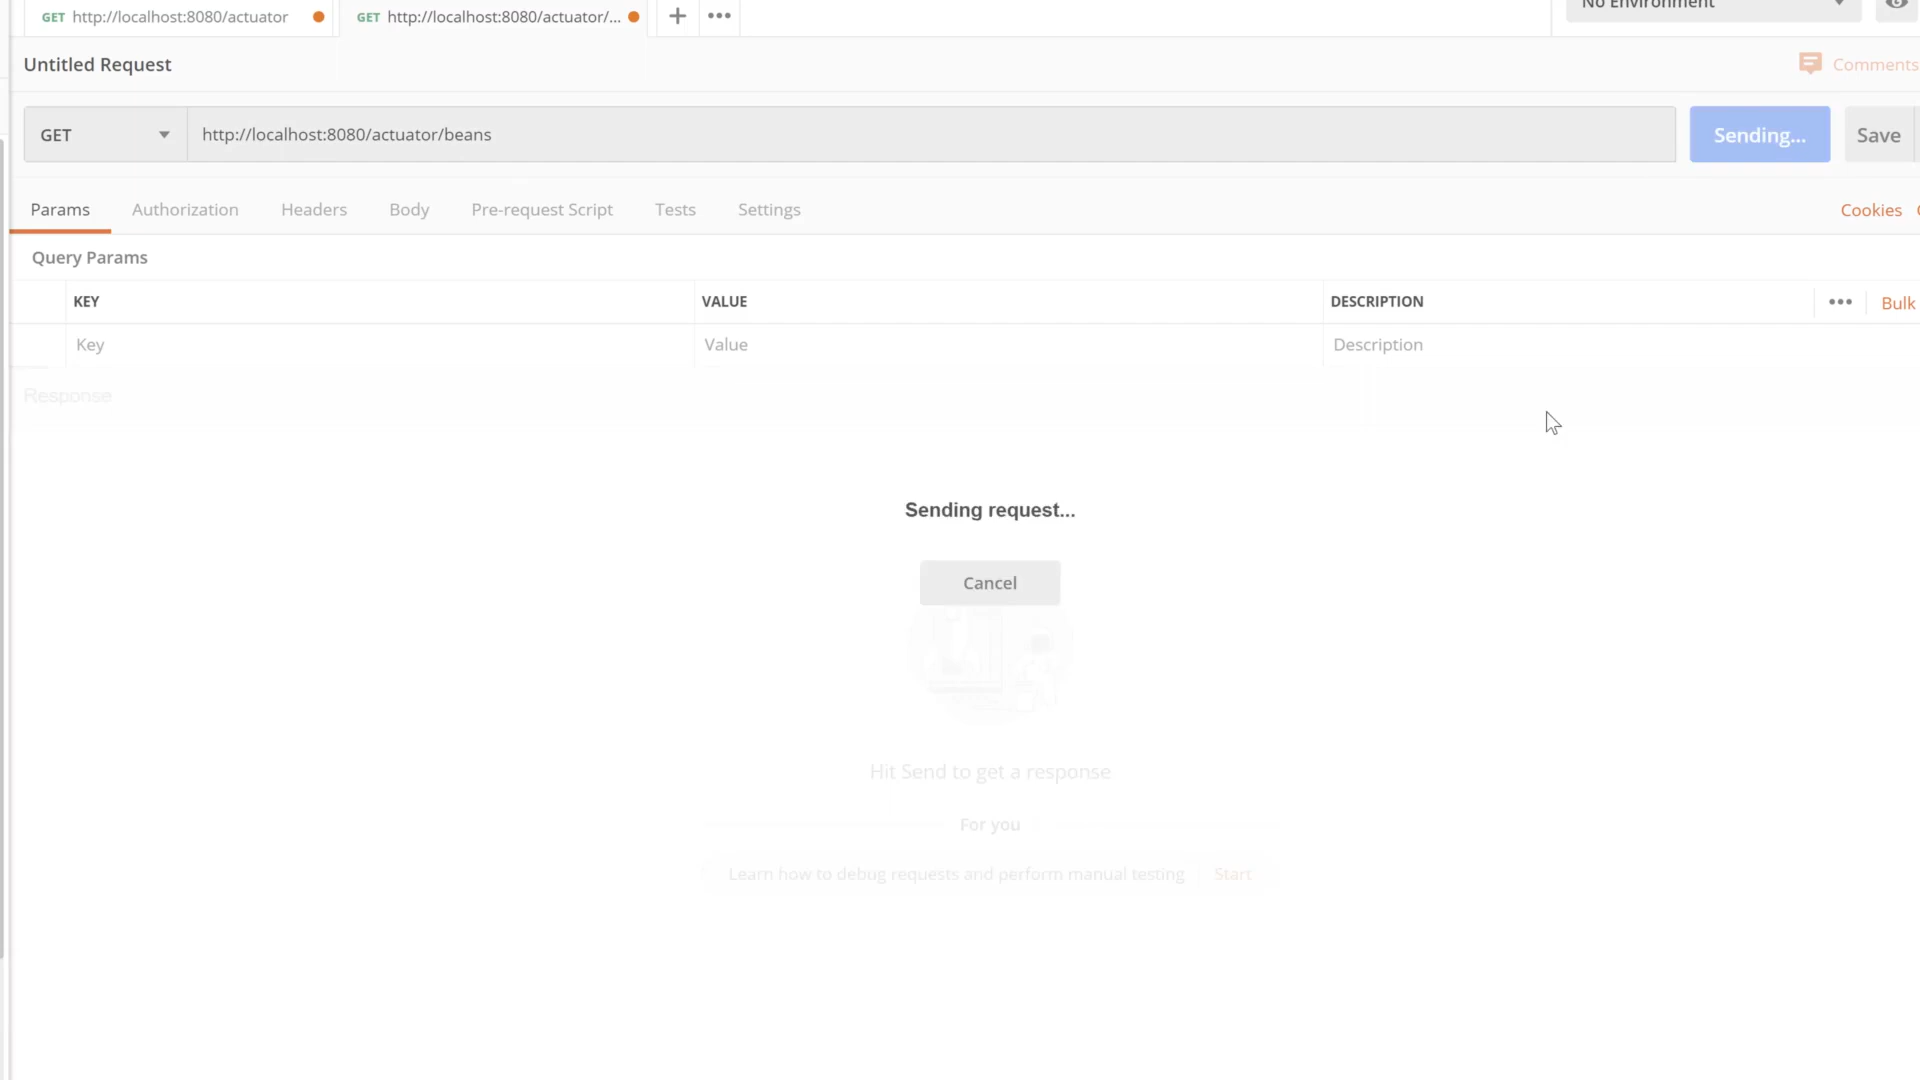 GET http://localhost:8080/actuator
GET http://localhost:8080/actuator/...
No Environment
Untitled Request
Comments
GET
http://localhost:8080/actuator/beans
Sending...
Save
Params
Authorization
Headers
Body
Pre-request Script
Tests
Settings
Cookies
Query Params
KEY
VALUE
DESCRIPTION
Bulk
Key
Value
Description
Response
Sending request...
Cancel
Hit Send to get a response
For you
Learn how to debug requests and perform manual testing
Start